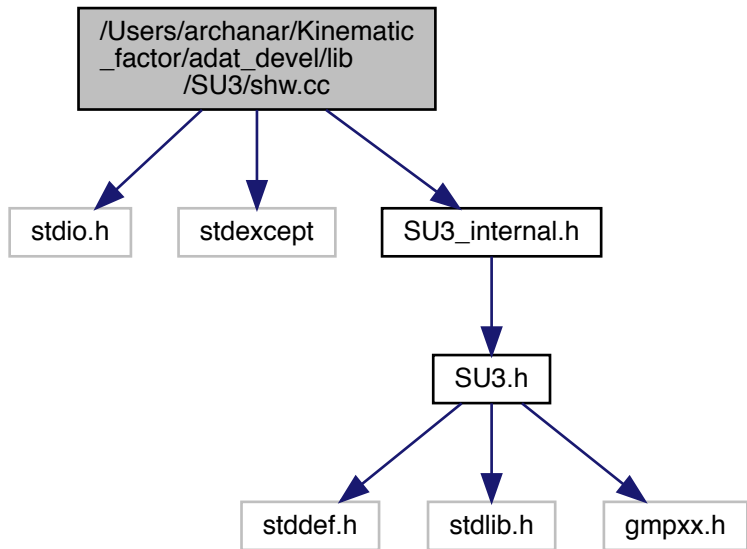 /Users/archanar/Kinematic
_factor/adat_devel/lib
/SU3/shw.cc
stdio.h
stdexcept
SU3_internal.h
SU3.h
stddef.h
stdlib.h
gmpxx.h